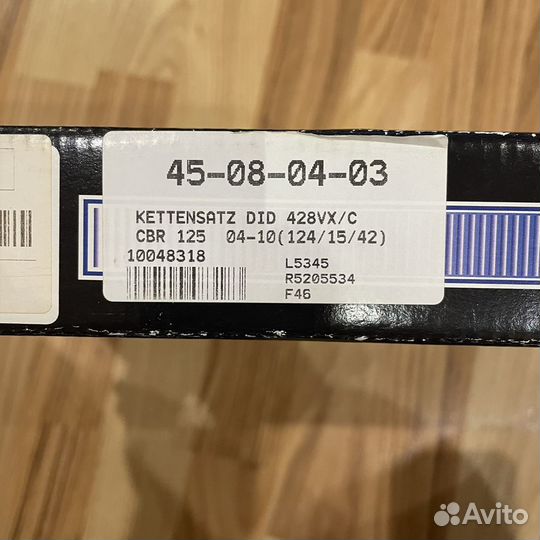 45-08-04-03
KETTENSATZ DID 428VX/C
CBR 125 04-10(124/15/42)
10048318
L5345
R5205534
F46
Avito